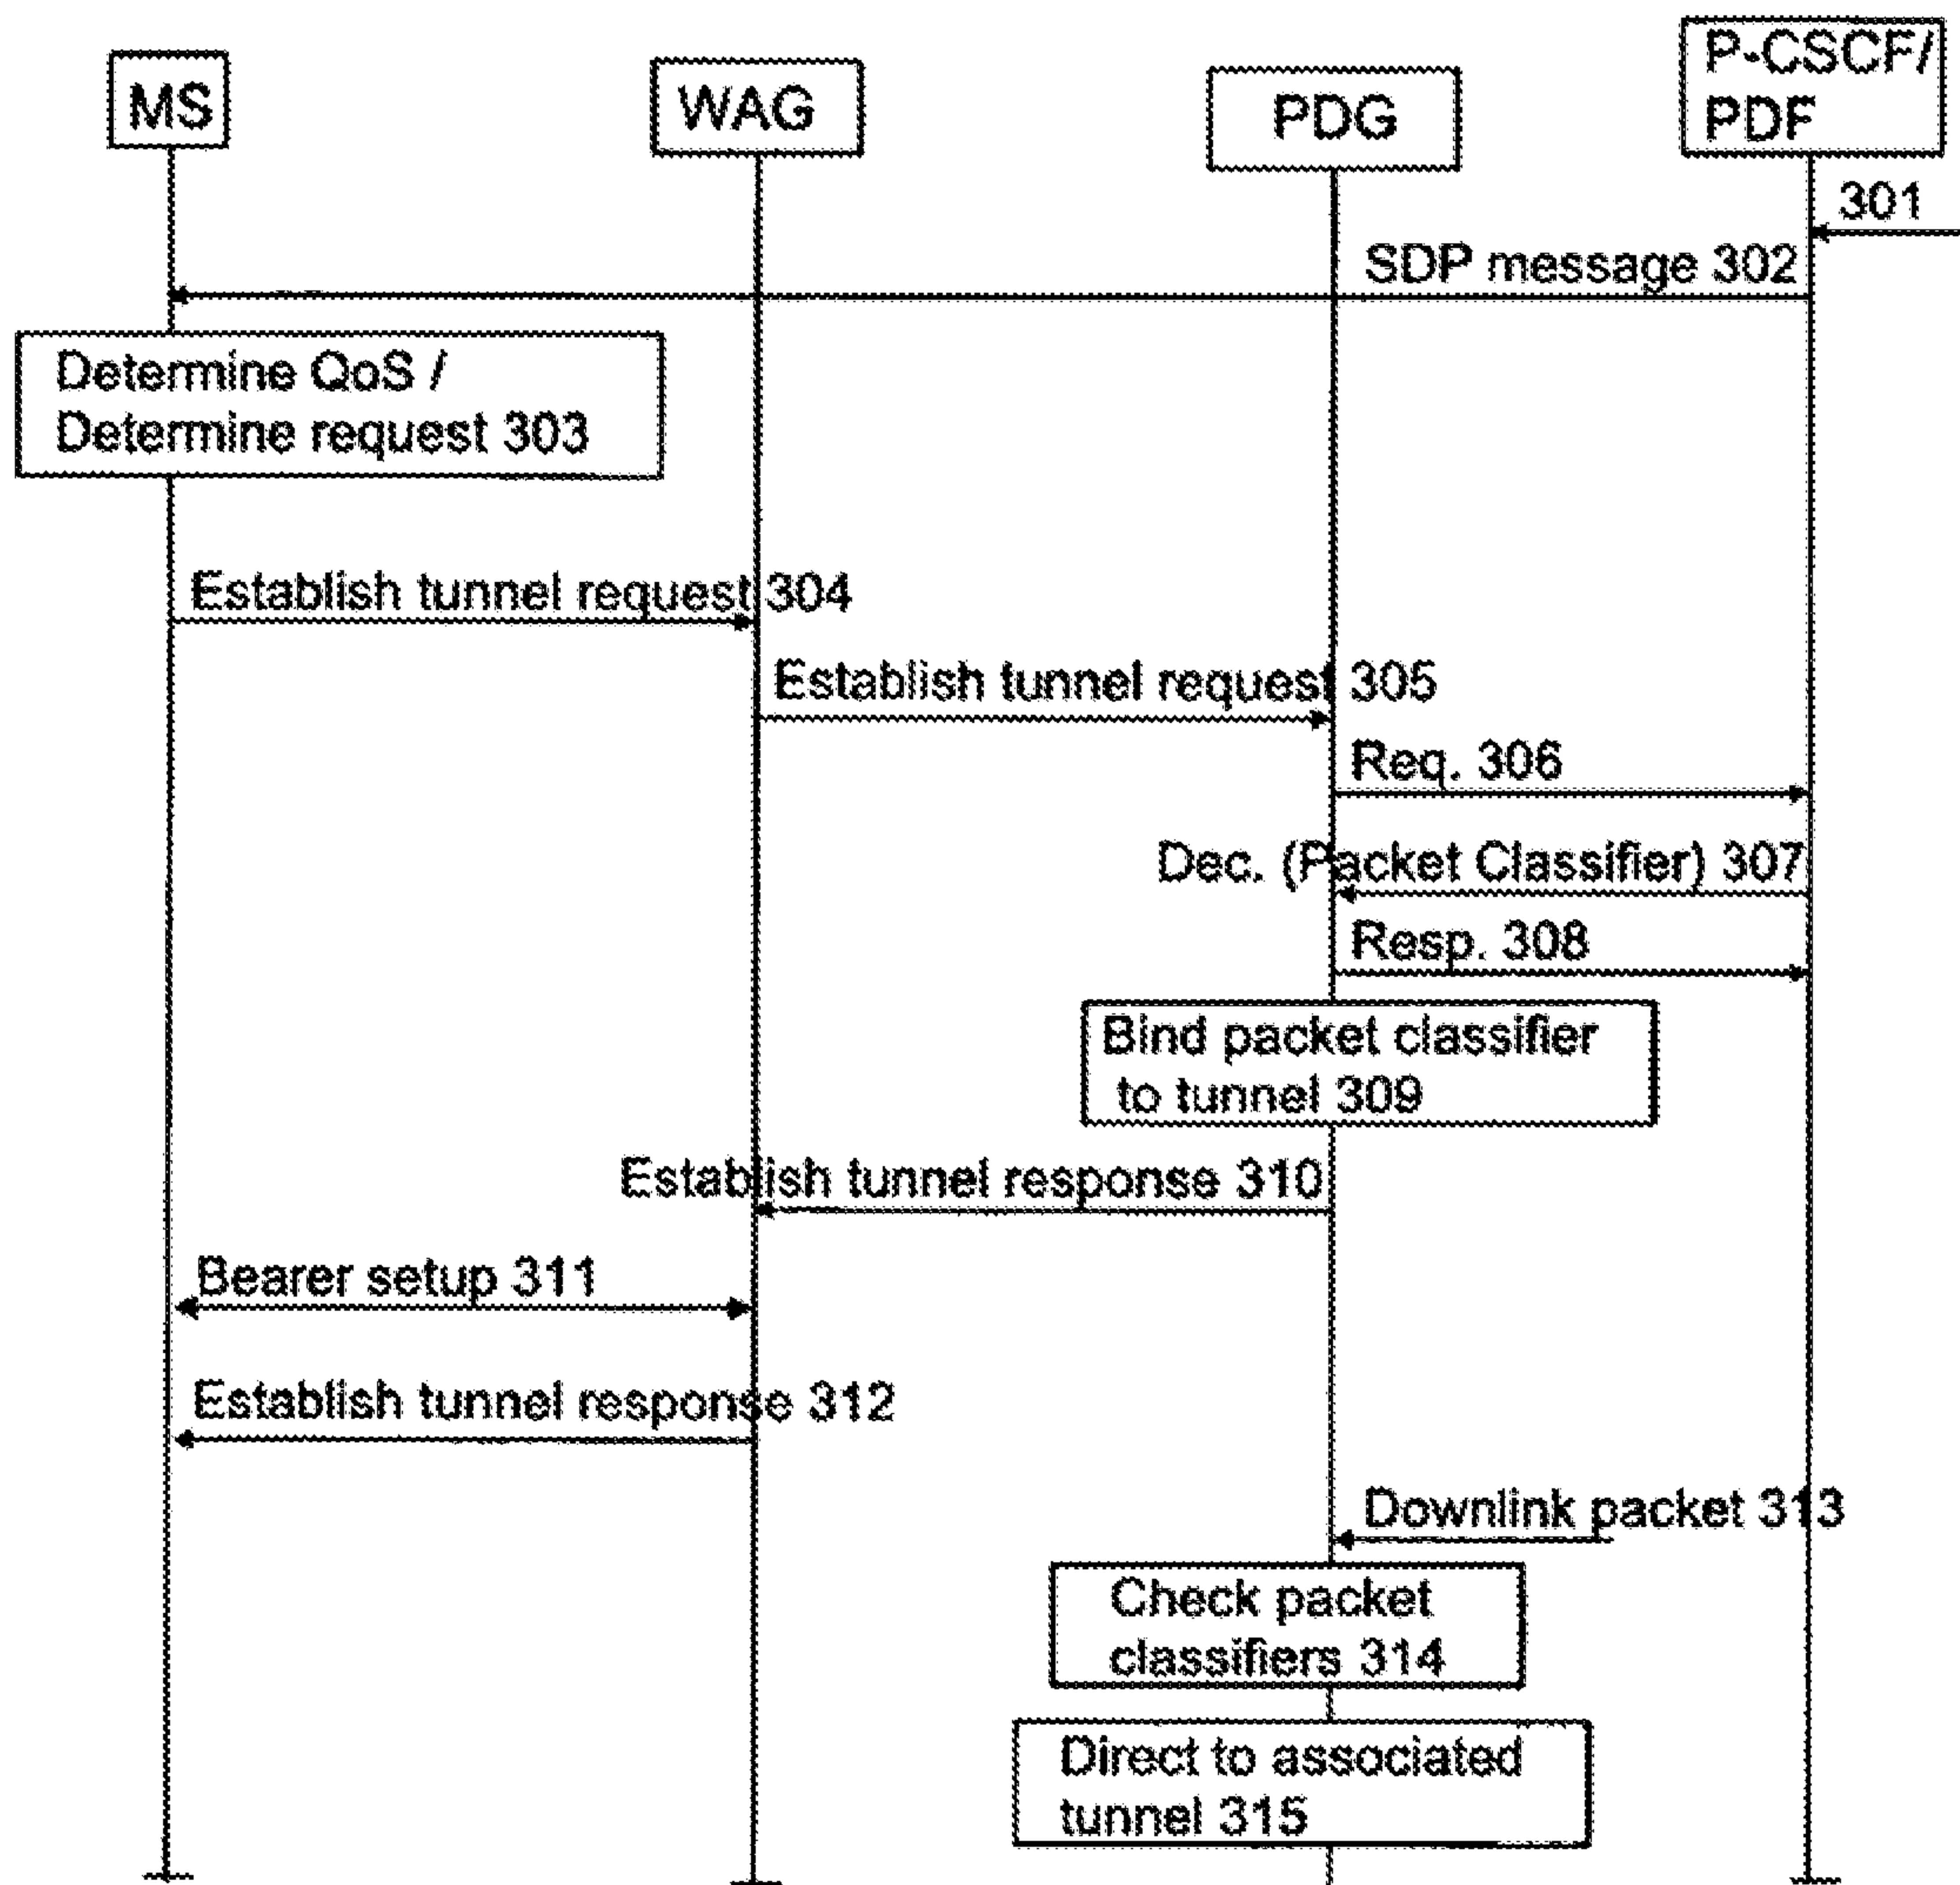 MS
WAG
PDG
P-CSCF/
PDF
301
SDP message 302
Determine QoS /
Determine request 303
Establish tunnel request 304
Establish tunnel request 305
Req. 306
Dec. (Packet Classifier) 307
Resp. 308
Bind packet classifier
to tunnel 309
Establish tunnel response 310
Bearer setup 311
Establish tunnel response 312
Downlink packet 313
Check packet
classifiers 314
Direct to associated
tunnel 315